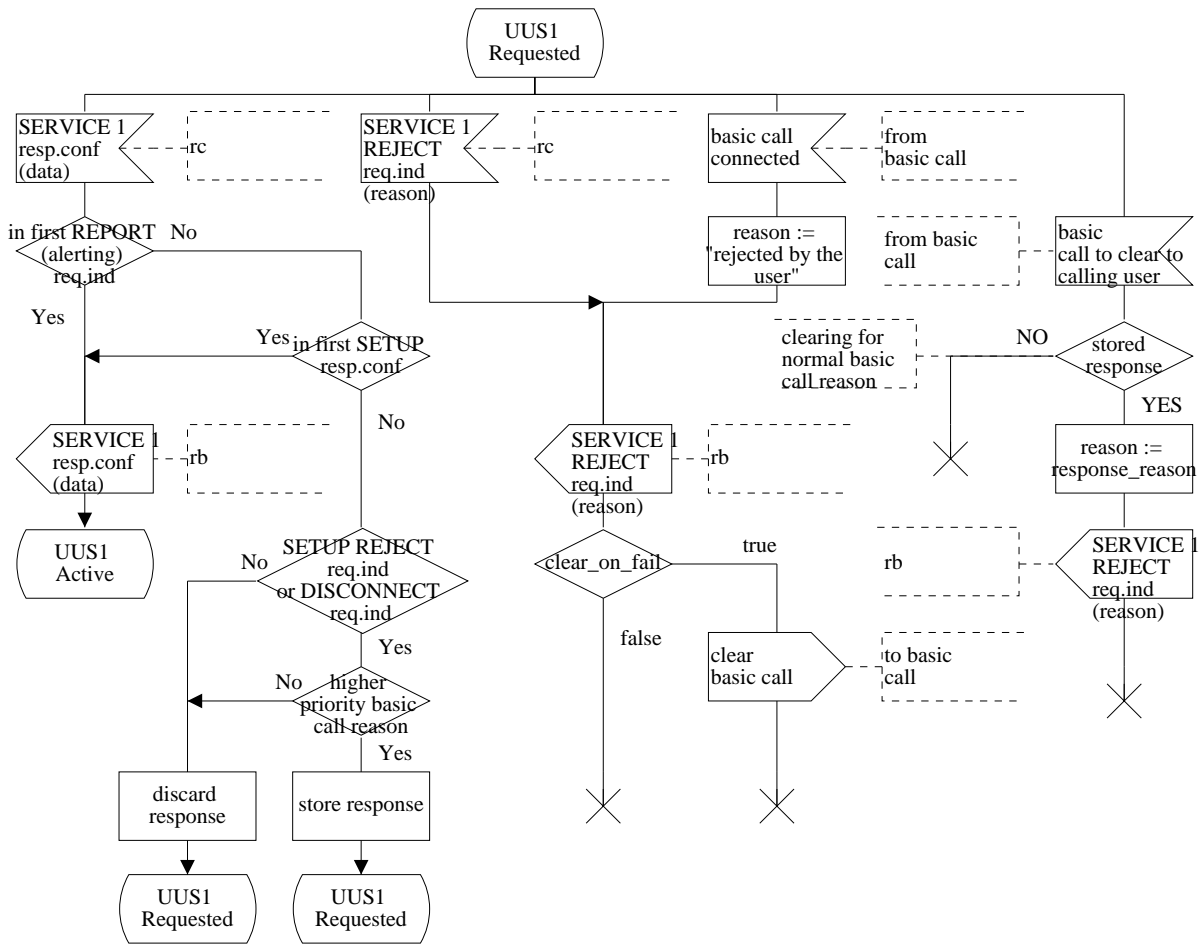 UUS1
Requested
SERVICE 1
resp.conf
(data)
rc
SERVICE 1
REJECT
req.ind
(reason)
rc
basic call
connected
from
basic call
in first REPORT
(alerting)
req.ind
No
Yes
reason :=
"rejected by the
user"
from basic
call
basic
call to clear to
calling user
Yes
in first SETUP
resp.conf
No
clearing for
normal basic
call reason
NO
stored
response
YES
SERVICE 1
resp.conf
(data)
rb
SERVICE 1
REJECT
req.ind
(reason)
rb
reason :=
response_reason
UUS1
Active
No
SETUP REJECT
req.ind
or DISCONNECT
req.ind
Yes
clear_on_fail
true
false
rb
SERVICE 1
REJECT
req.ind
(reason)
No
higher
priority basic
call reason
Yes
clear
basic call
to basic
call
discard
response
store response
UUS1
Requested
UUS1
Requested